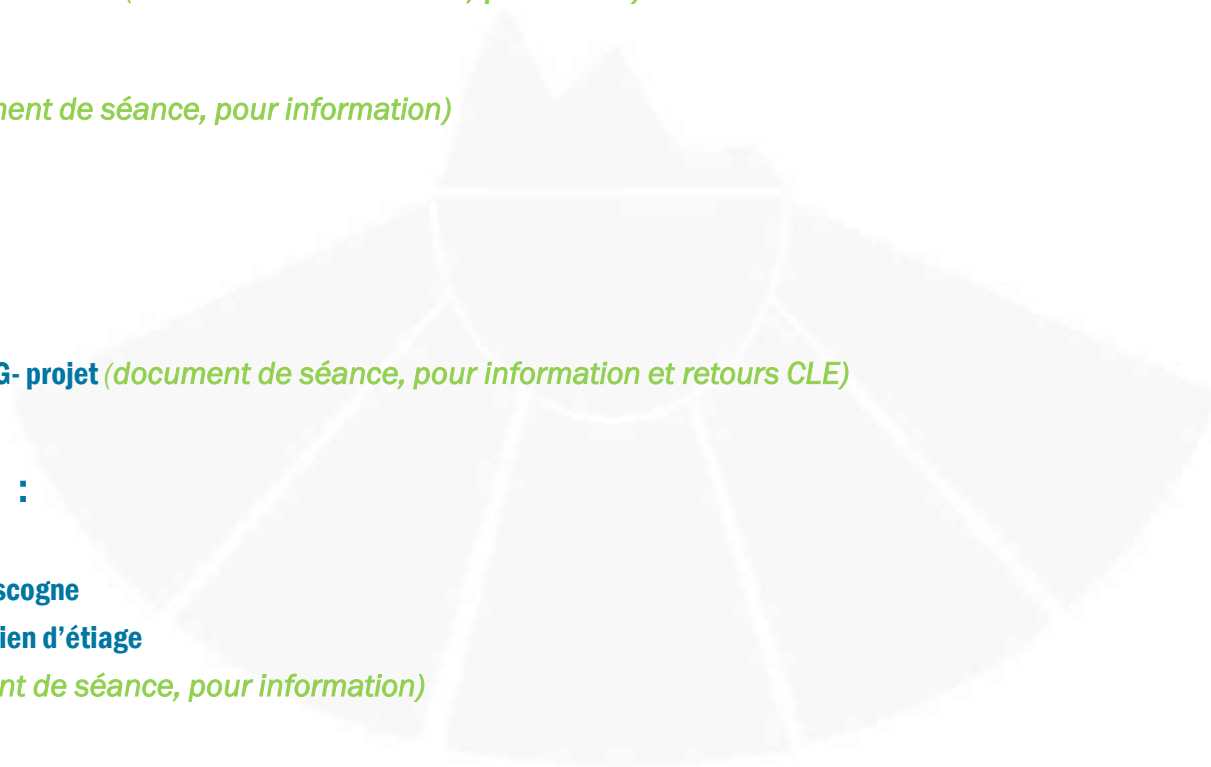 ment de séance, pour information)
G- projet (document de séance, pour information et retours CLE)
:
scogne
ien d'étiage
nt de séance, pour information)